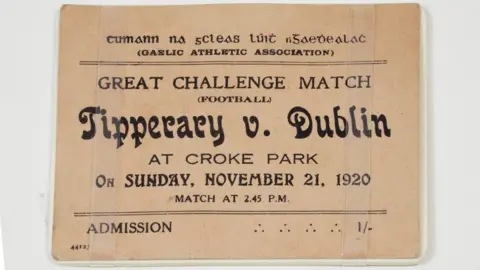 cumann na gcleas lúit ngaedealac
(GAELIC ATHLETIC ASSOCIATION)
GREAT CHALLENGE MATCH
(FOOTBALL)
Tipperary v. Dublin
AT CROKE PARK
On SUNDAY, NOVEMBER 21, 1920
MATCH AT 2.45 P.M.
ADMISSION ∴ ∴ ∴ ∴ 1/-